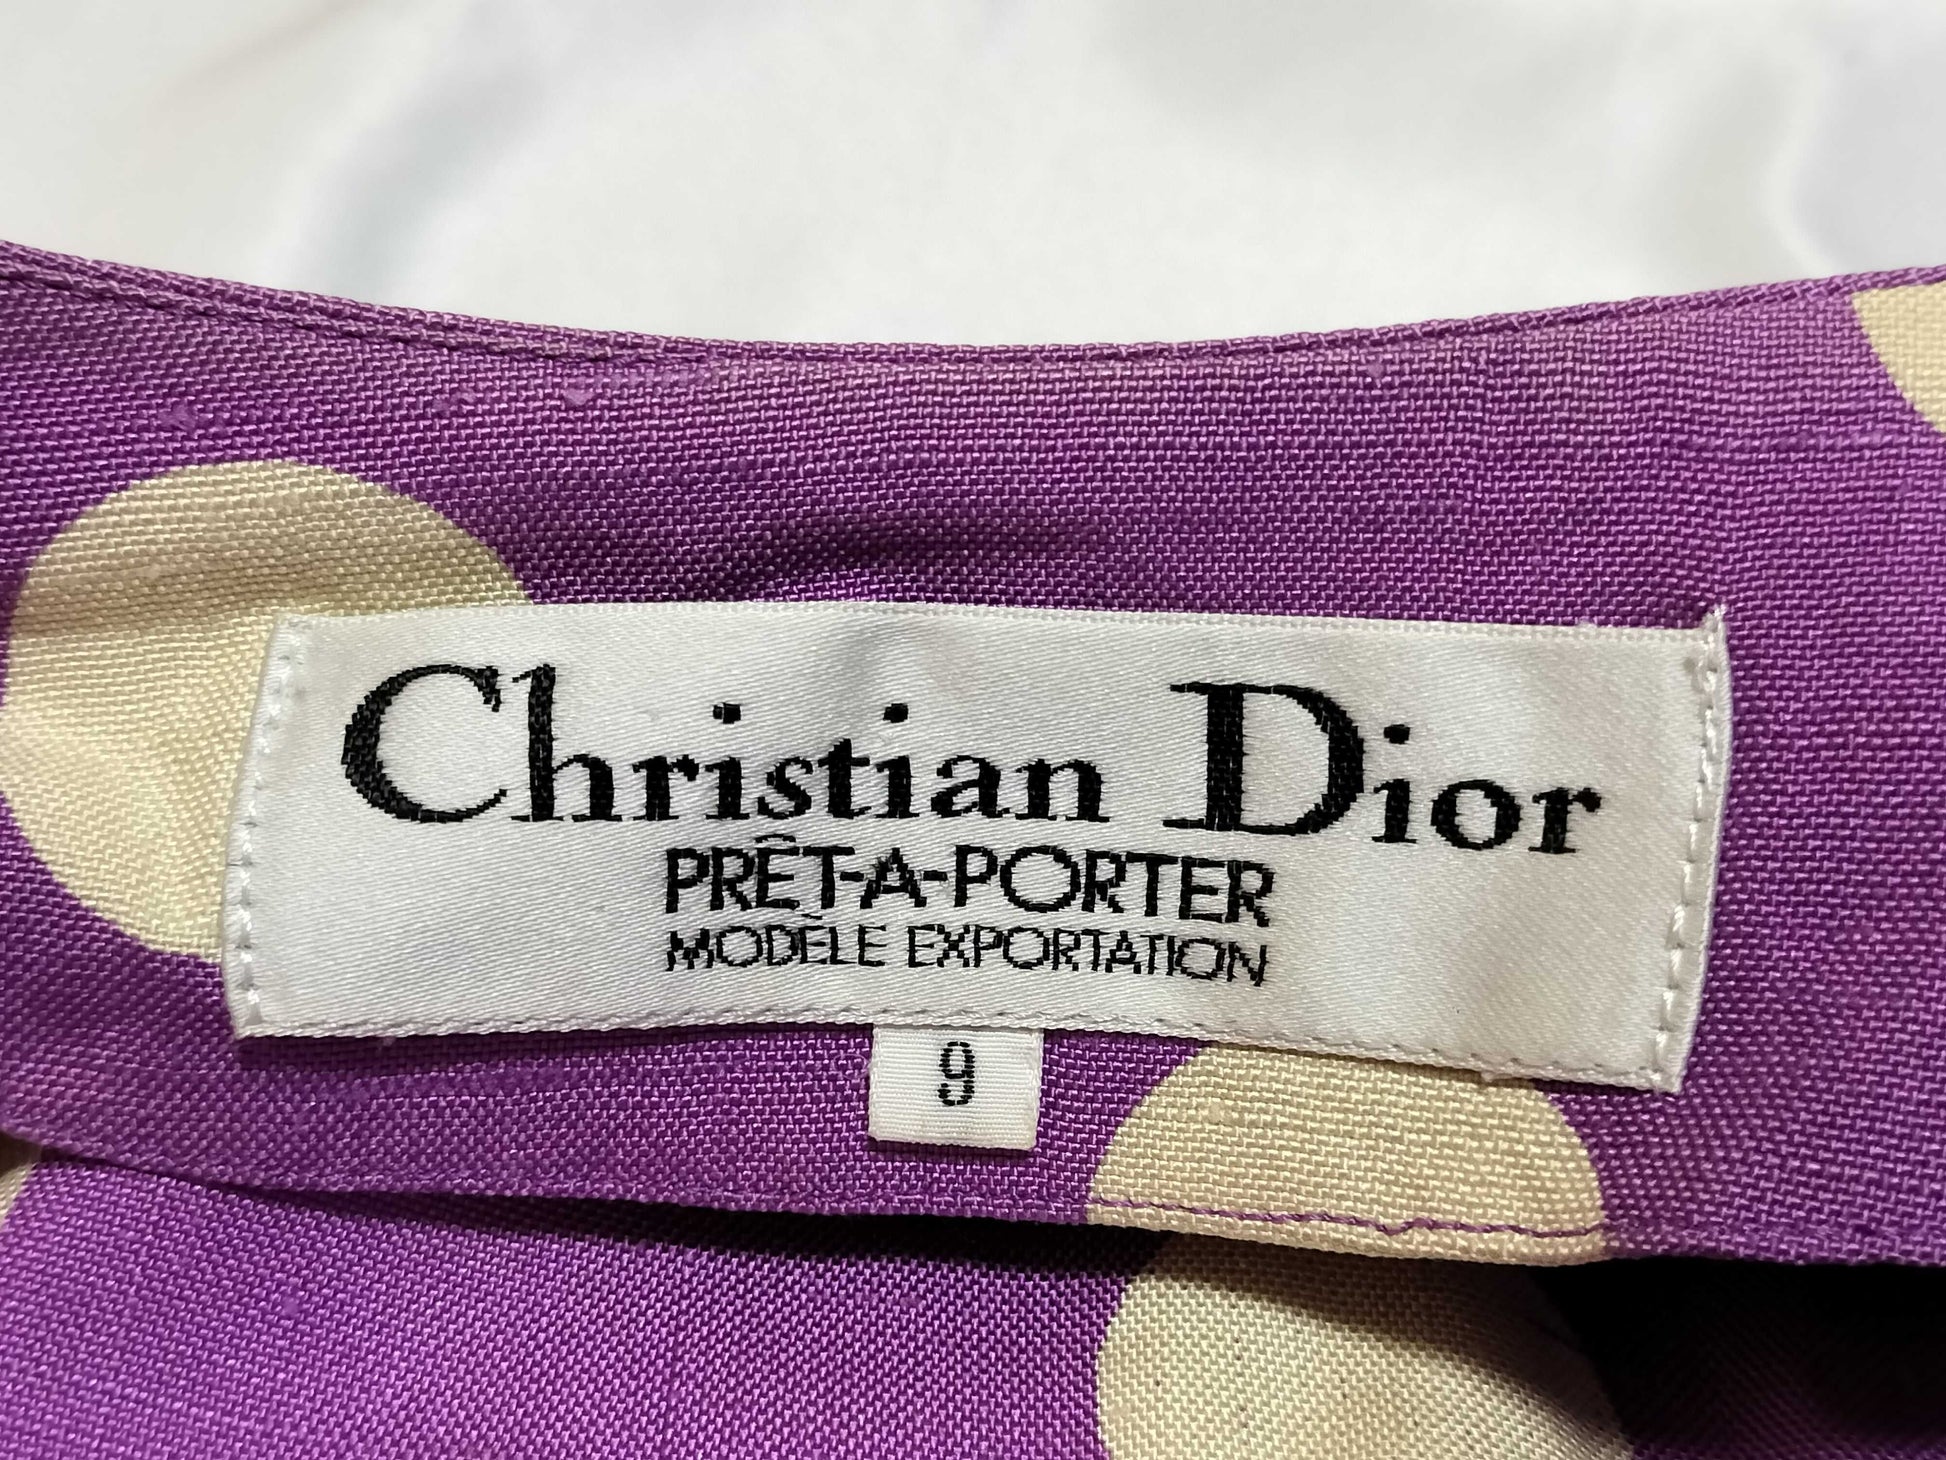 Christian Dior
PRÊT-A-PORTER
MODÈLE EXPORTATION
9